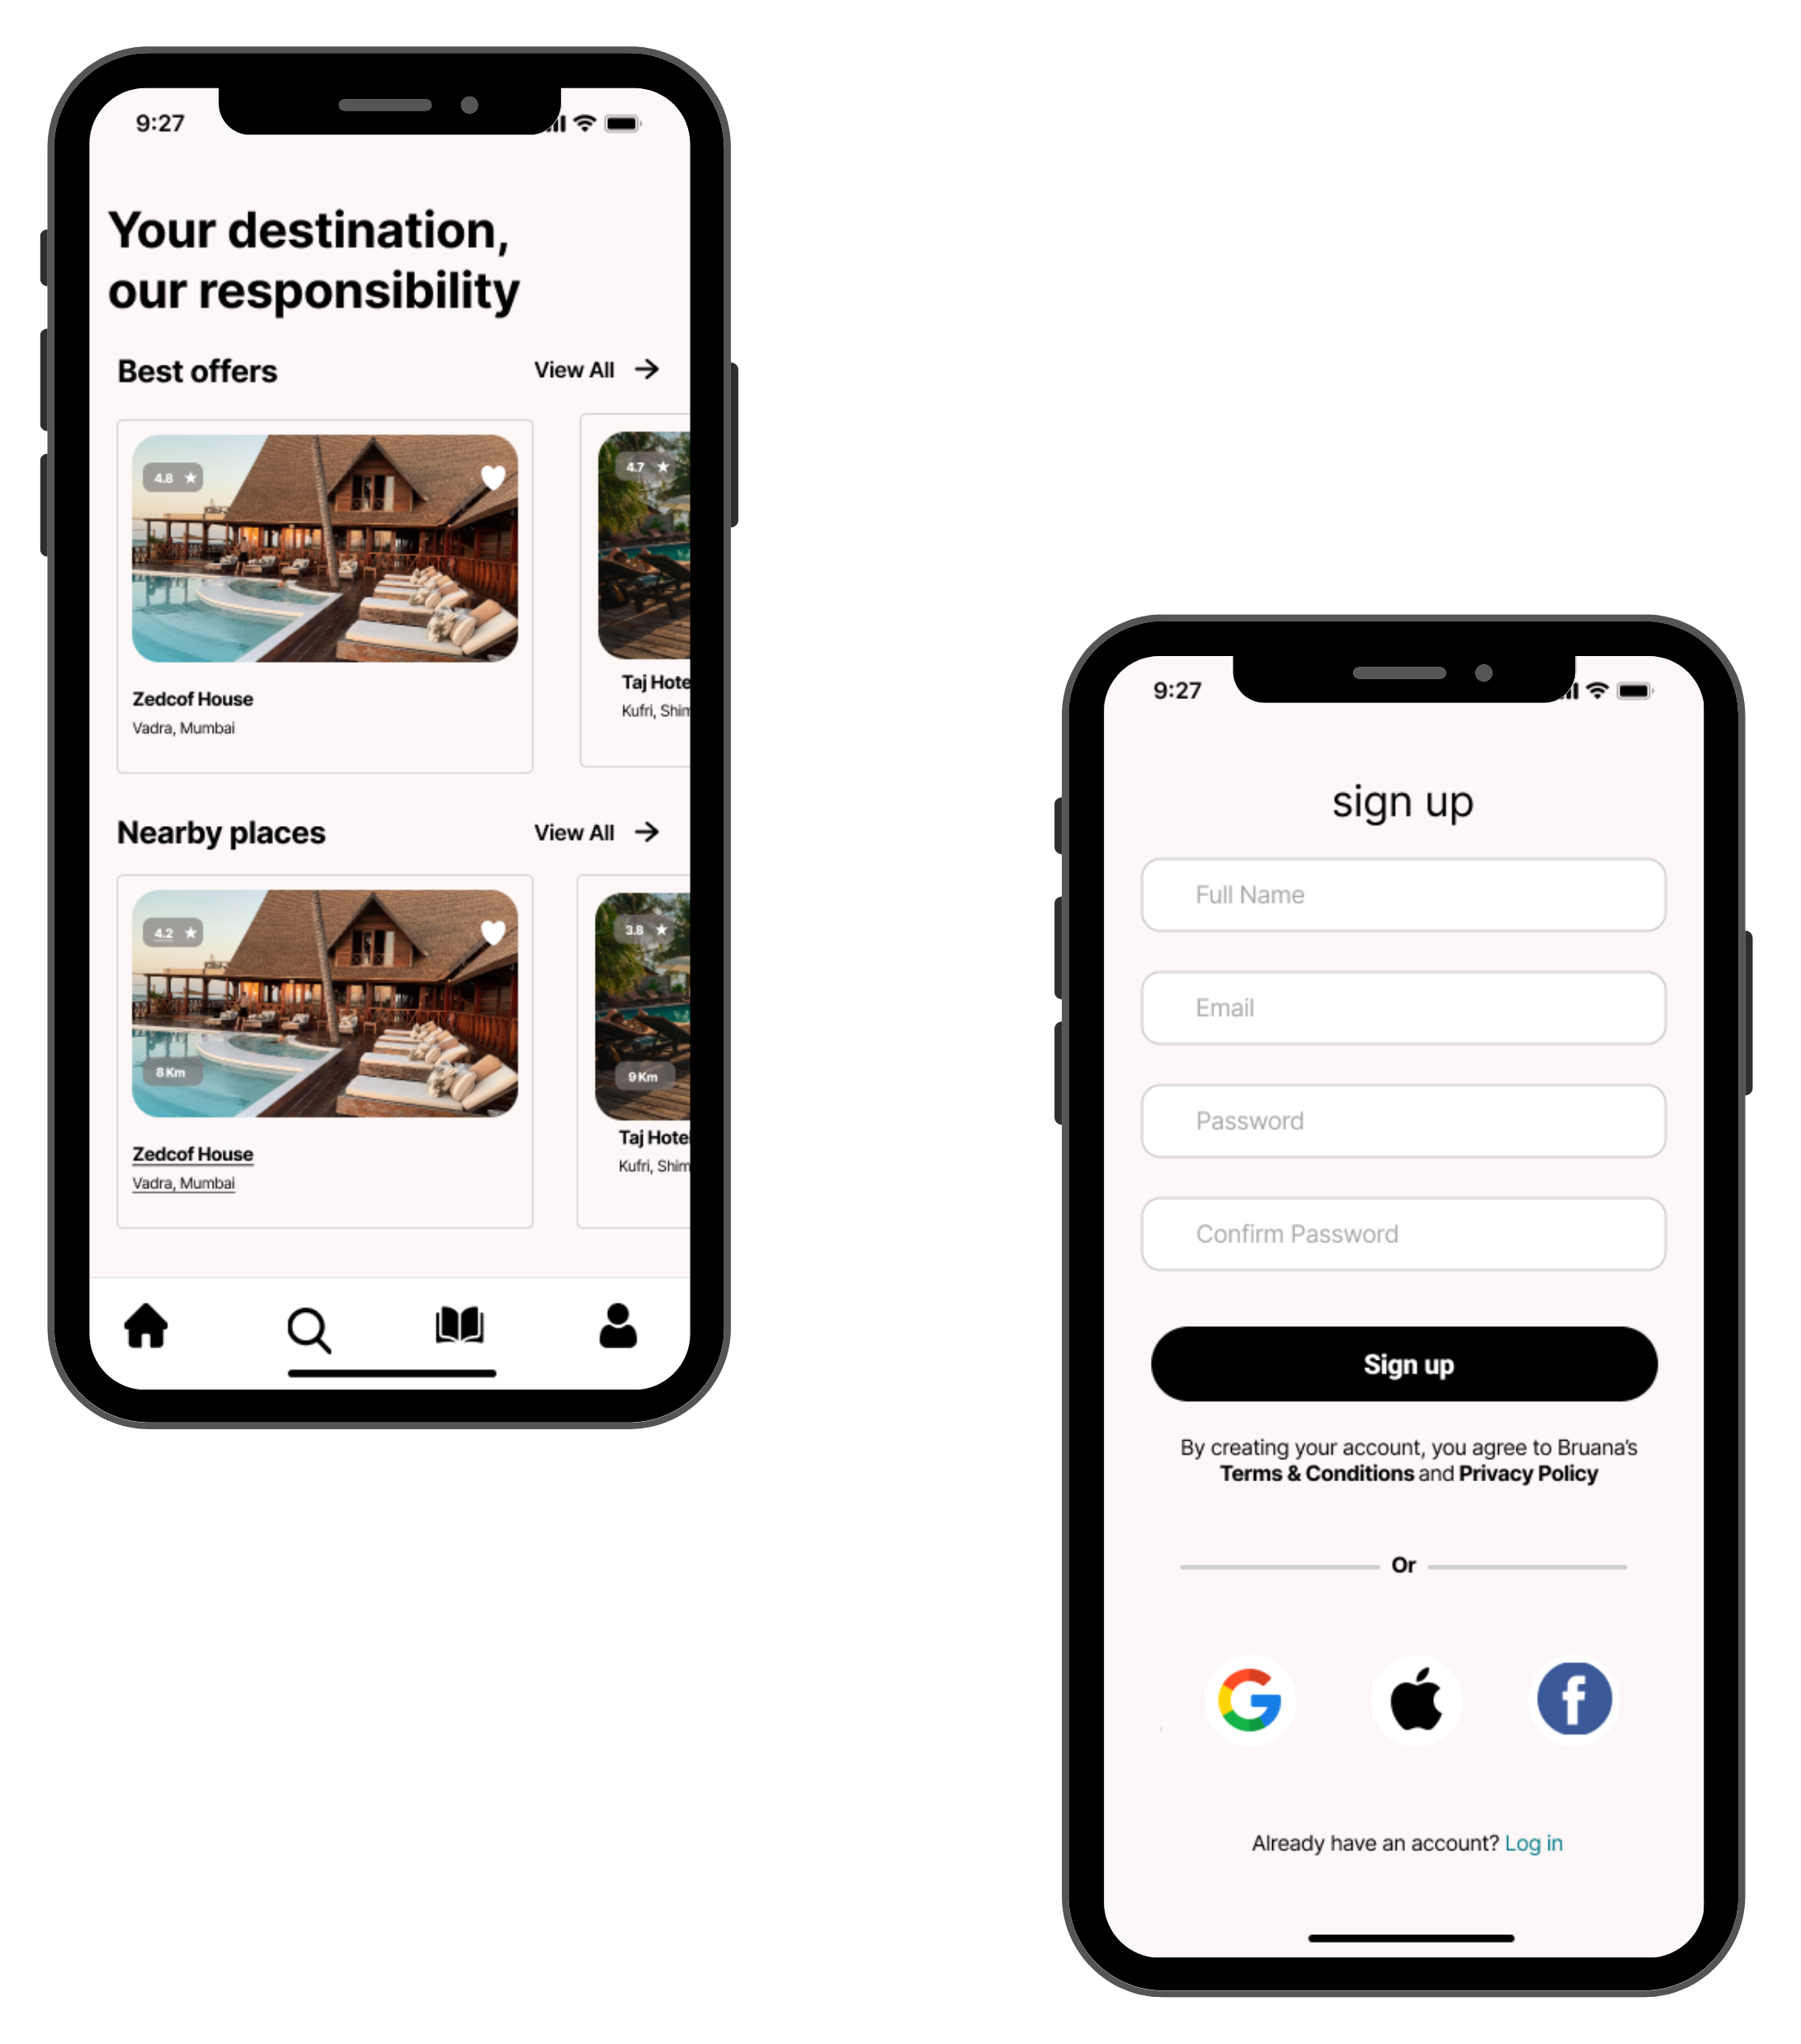 9:27
Your destination,
our responsibility
Best offers
View All
4.8
4.7
Zedcof House
Vadra, Mumbai
Taj Hote
Kufri, Shim
Nearby places
View All
4.2
3.8
8 Km
9 Km
Zedcof House
Vadra, Mumbai
Taj Hotel
Kufri, Shim
9:27
sign up
Full Name
Email
Password
Confirm Password
Sign up
By creating your account, you agree to Bruana's
Terms & Conditions and Privacy Policy
Or
Already have an account? Log in